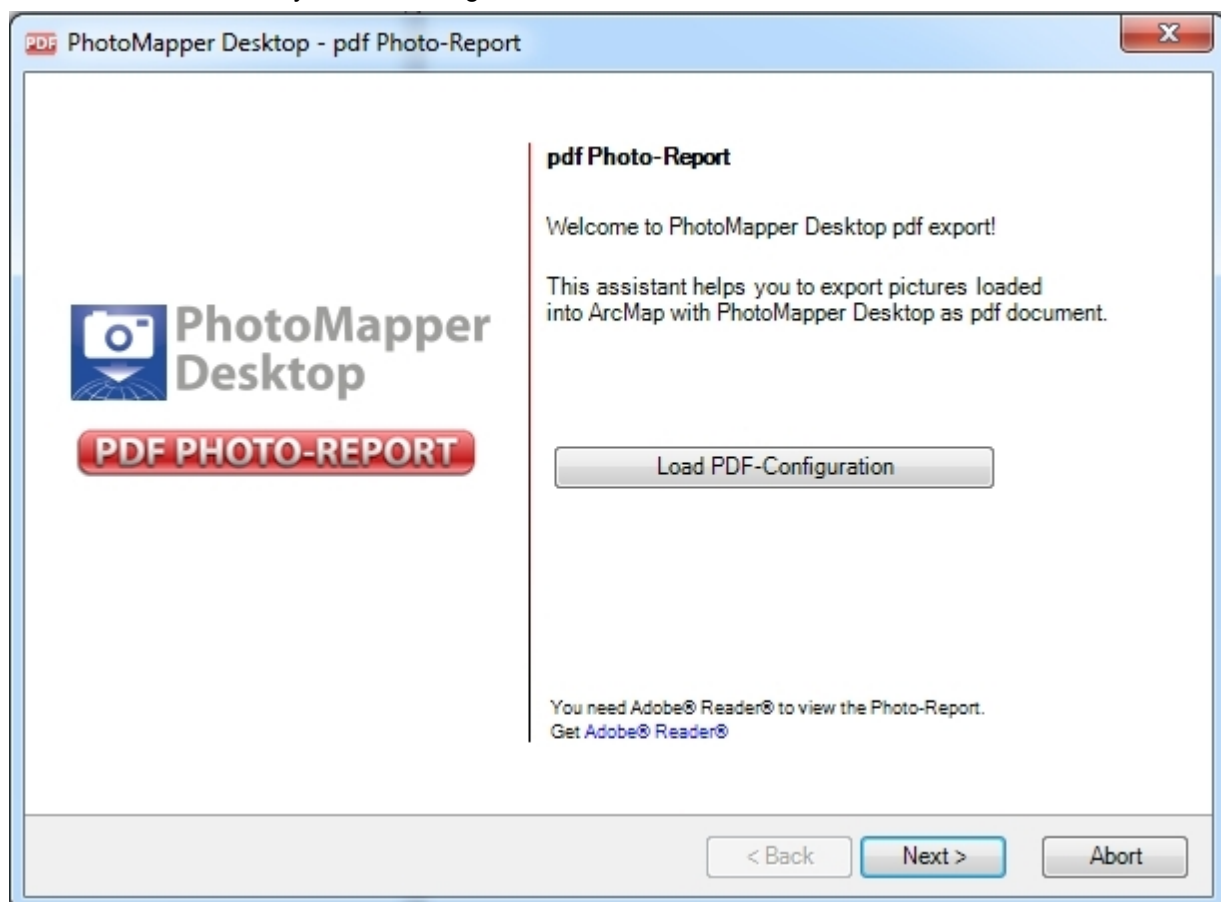 PhotoMapper Desktop - pdf Photo-Report
pdf Photo-Report
Welcome to PhotoMapper Desktop pdf export!
This assistant helps you to export pictures loaded
into ArcMap with PhotoMapper Desktop as pdf document.
PhotoMapper
Desktop
PDF PHOTO-REPORT
Load PDF-Configuration
You need Adobe® Reader® to view the Photo-Report.
Get Adobe® Reader®
< Back
Next >
Abort